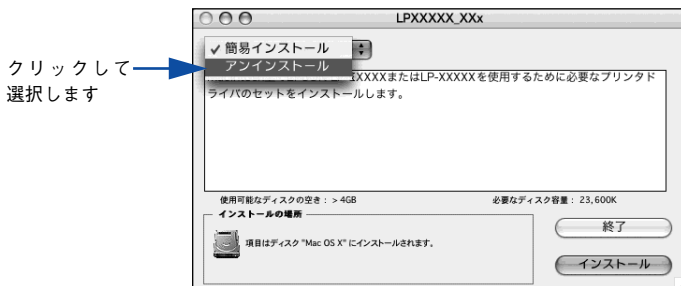 LPXXXXX_XXx
✓ 簡易インストール
アンインストール
クリックして
選択します
XXXXまたはLP-XXXXXを使用するために必要なプリンタド
ライバのセットをインストールします。
使用可能なディスクの空き： > 4GB
必要なディスク容量： 23,600K
インストールの場所
項目はディスク "Mac OS X" にインストールされます。
終了
インストール